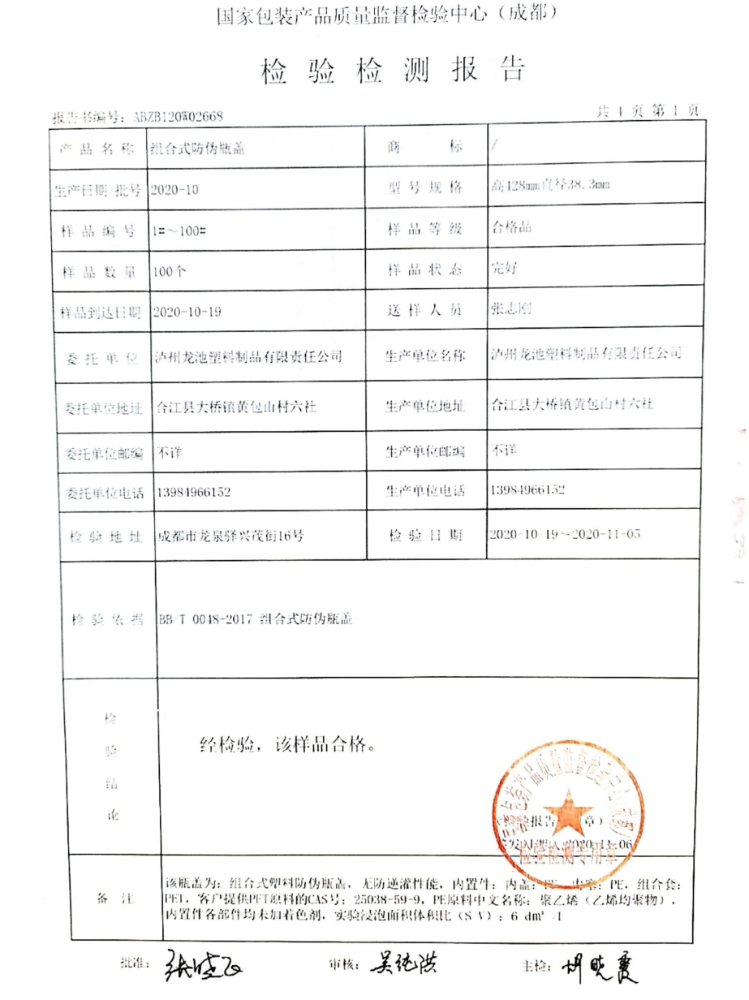 国家包装产品质量监督检验中心（成都）
检验检测报告
报告书编号：ABZB120W02668
共 4 页 第 1 页
产品名称 组合式防伪瓶盖 商标 /
生产日期/批号 2020-10 型号规格 高428mm直径38.3mm
样品编号 1#～100# 样品等级 合格品
样品数量 100个 样品状态 完好
样品到达日期 2020-10-19 送样人员 张志刚
委托单位 泸州龙池塑料制品有限责任公司 生产单位名称 泸州龙池塑料制品有限责任公司
委托单位地址 合江县大桥镇黄包山村六社 生产单位地址 合江县大桥镇黄包山村六社
委托单位邮编 不详 生产单位邮编 不详
委托单位电话 13984966152 生产单位电话 13984966152
检验地址 成都市龙泉驿兴茂街16号 检验日期 2020-10-19～2020-11-05
检验依据 BB T 0048-2017 组合式防伪瓶盖
检验结论
经检验，该样品合格。
检验报告 章）
2020-11-06
检验检测专用章
备注
该瓶盖为：组合式塑料防伪瓶盖，无防逆灌性能，内置件：内盖： PE，组合套：
PET，客户提供PET原料的CAS号：25038-59-9，PE原料中文名称：聚乙烯（乙烯均聚物），
内置件各部件均未加着色剂，实验浸泡面积体积比（S V）：6 dm² /L
批准： 审核： 主检：胡晓霞